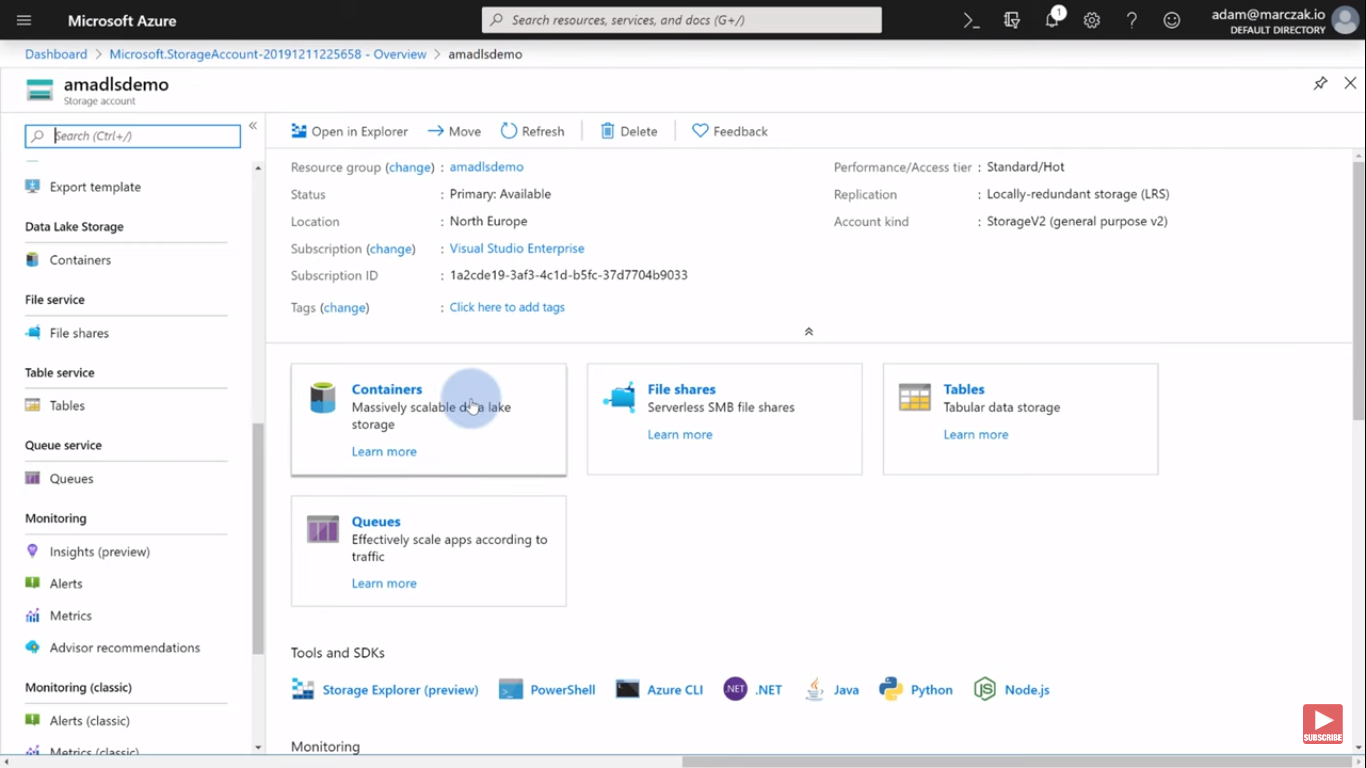 Microsoft Azure
Search resources, services, and docs (G+/)
1
adam@marczak.io
DEFAULT DIRECTORY
Dashboard > Microsoft.StorageAccount-20191211225658 - Overview > amadlsdemo
amadlsdemo
Storage account
Search (Ctrl+/)
«
Export template
Data Lake Storage
Containers
File service
File shares
Table service
Tables
Queue service
Queues
Monitoring
Insights (preview)
Alerts
Metrics
Advisor recommendations
Monitoring (classic)
Alerts (classic)
Metrics (classic)
Open in Explorer Move Refresh Delete Feedback
Resource group (change) : amadlsdemo
Status : Primary: Available
Location : North Europe
Subscription (change) : Visual Studio Enterprise
Subscription ID : 1a2cde19-3af3-4c1d-b5fc-37d7704b9033
Tags (change) : Click here to add tags
Performance/Access tier : Standard/Hot
Replication : Locally-redundant storage (LRS)
Account kind : StorageV2 (general purpose v2)
Containers
Massively scalable data lake
storage
Learn more
File shares
Serverless SMB file shares
Learn more
Tables
Tabular data storage
Learn more
Queues
Effectively scale apps according to
traffic
Learn more
Tools and SDKs
Storage Explorer (preview) PowerShell Azure CLI NET .NET Java Python Node.js
Monitoring
SUBSCRIBE